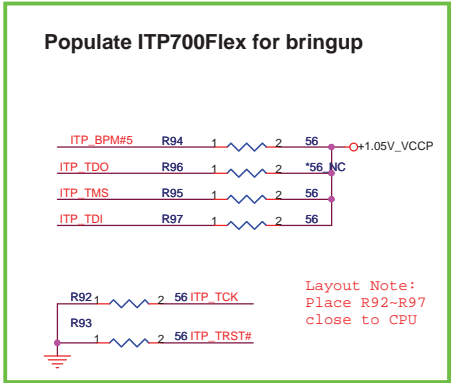 Populate ITP700Flex for bringup
ITP_BPM#5 R94 1 2 56 +1.05V_VCCP
ITP_TDO R96 1 2 *56_NC
ITP_TMS R95 1 2 56
ITP_TDI R97 1 2 56
R92 1 2 56 ITP_TCK
R93 1 2 56 ITP_TRST#
Layout Note:
Place R92~R97
close to CPU